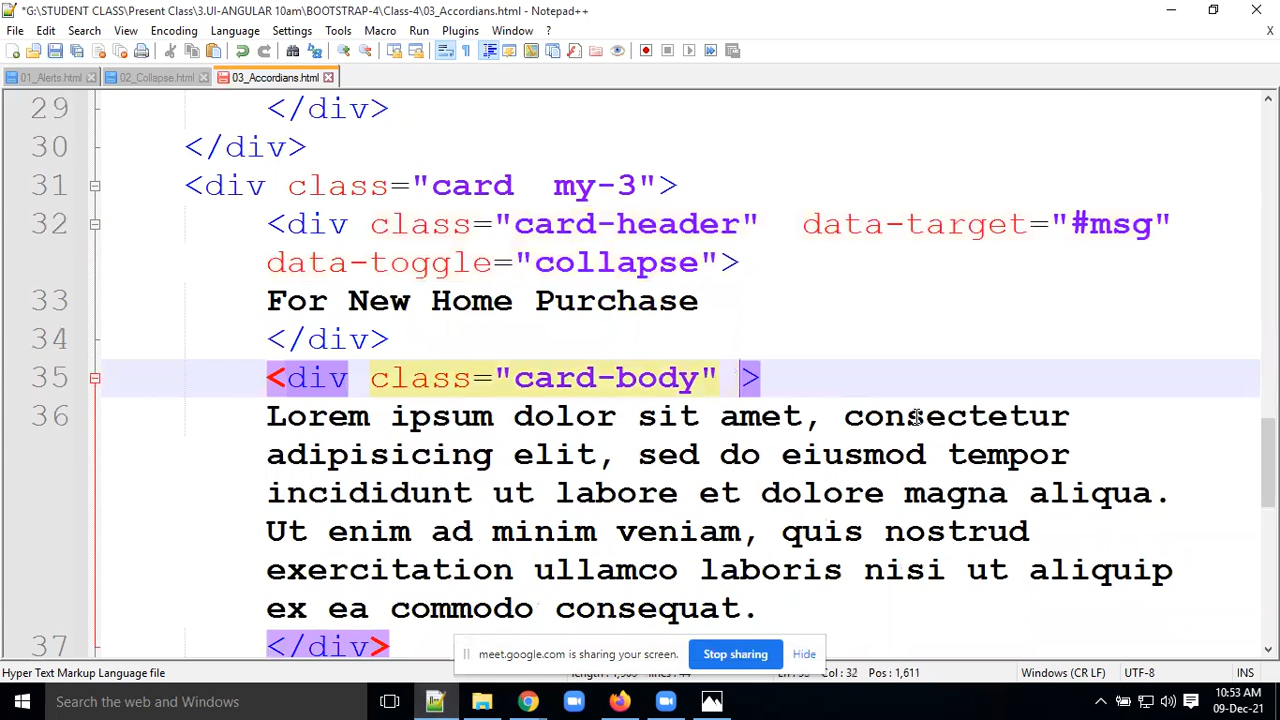 *G:\STUDENT CLASS\Present Class\3.UI-ANGULAR 10am\BOOTSTRAP-4\Class-4\03_Accordians.html - Notepad++
File Edit Search View Encoding Language Settings Tools Macro Run Plugins Window ? X
01_Alerts.html 02_Collapse.html 03_Accordians.html
29 </div>
30 </div>
31 <div class="card  my-3">
32 <div class="card-header"  data-target="#msg"
data-toggle="collapse">
33 For New Home Purchase
34 </div>
35 <div class="card-body" >
36 Lorem ipsum dolor sit amet, consectetur
adipisicing elit, sed do eiusmod tempor
incididunt ut labore et dolore magna aliqua.
Ut enim ad minim veniam, quis nostrud
exercitation ullamco laboris nisi ut aliquip
ex ea commodo consequat.
37 </div>
meet.google.com is sharing your screen. Stop sharing Hide
Hyper Text Markup Language file Col : 32 Pos : 1,611 Windows (CR LF) UTF-8 INS
Type here to search to Windows
10:53 AM
09-Dec-21